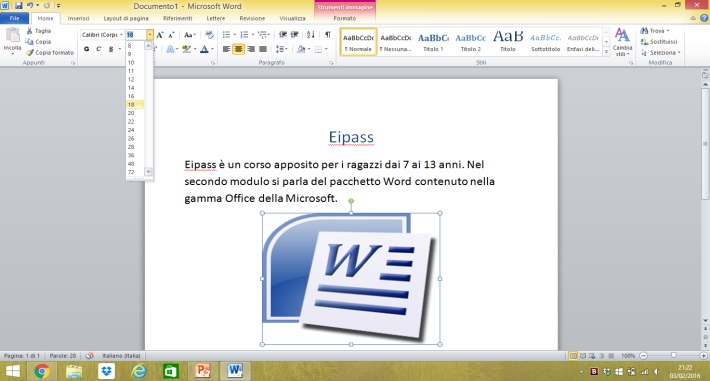 Documento1 - Microsoft Word
Strumenti immagine
File Home Inserisci Layout di pagina Riferimenti Lettere Revisione Visualizza Formato
Incolla
Taglia
Copia
Copia formato
Calibri (Corpo 18
G C S
AaBbCcDc AaBbCcDc AaBbC AaBbCc AaB AaBbCc. AaBbCcDc
¶ Normale ¶ Nessuna... Titolo 1 Titolo 2 Titolo Sottotitolo Enfasi deli...
Cambia stili
Trova
Sostituisci
Seleziona
Appunti Paragrafo Stili Modifica
8
9
10
11
12
14
16
18
20
22
24
26
28
36
48
72
Eipass
Eipass è un corso apposito per i ragazzi dai 7 ai 13 anni. Nel
secondo modulo si parla del pacchetto Word contenuto nella
gamma Office della Microsoft.
W
Pagina: 1 di 1 Parole: 28 Italiano (Italia) 100%
21:22
03/02/2016